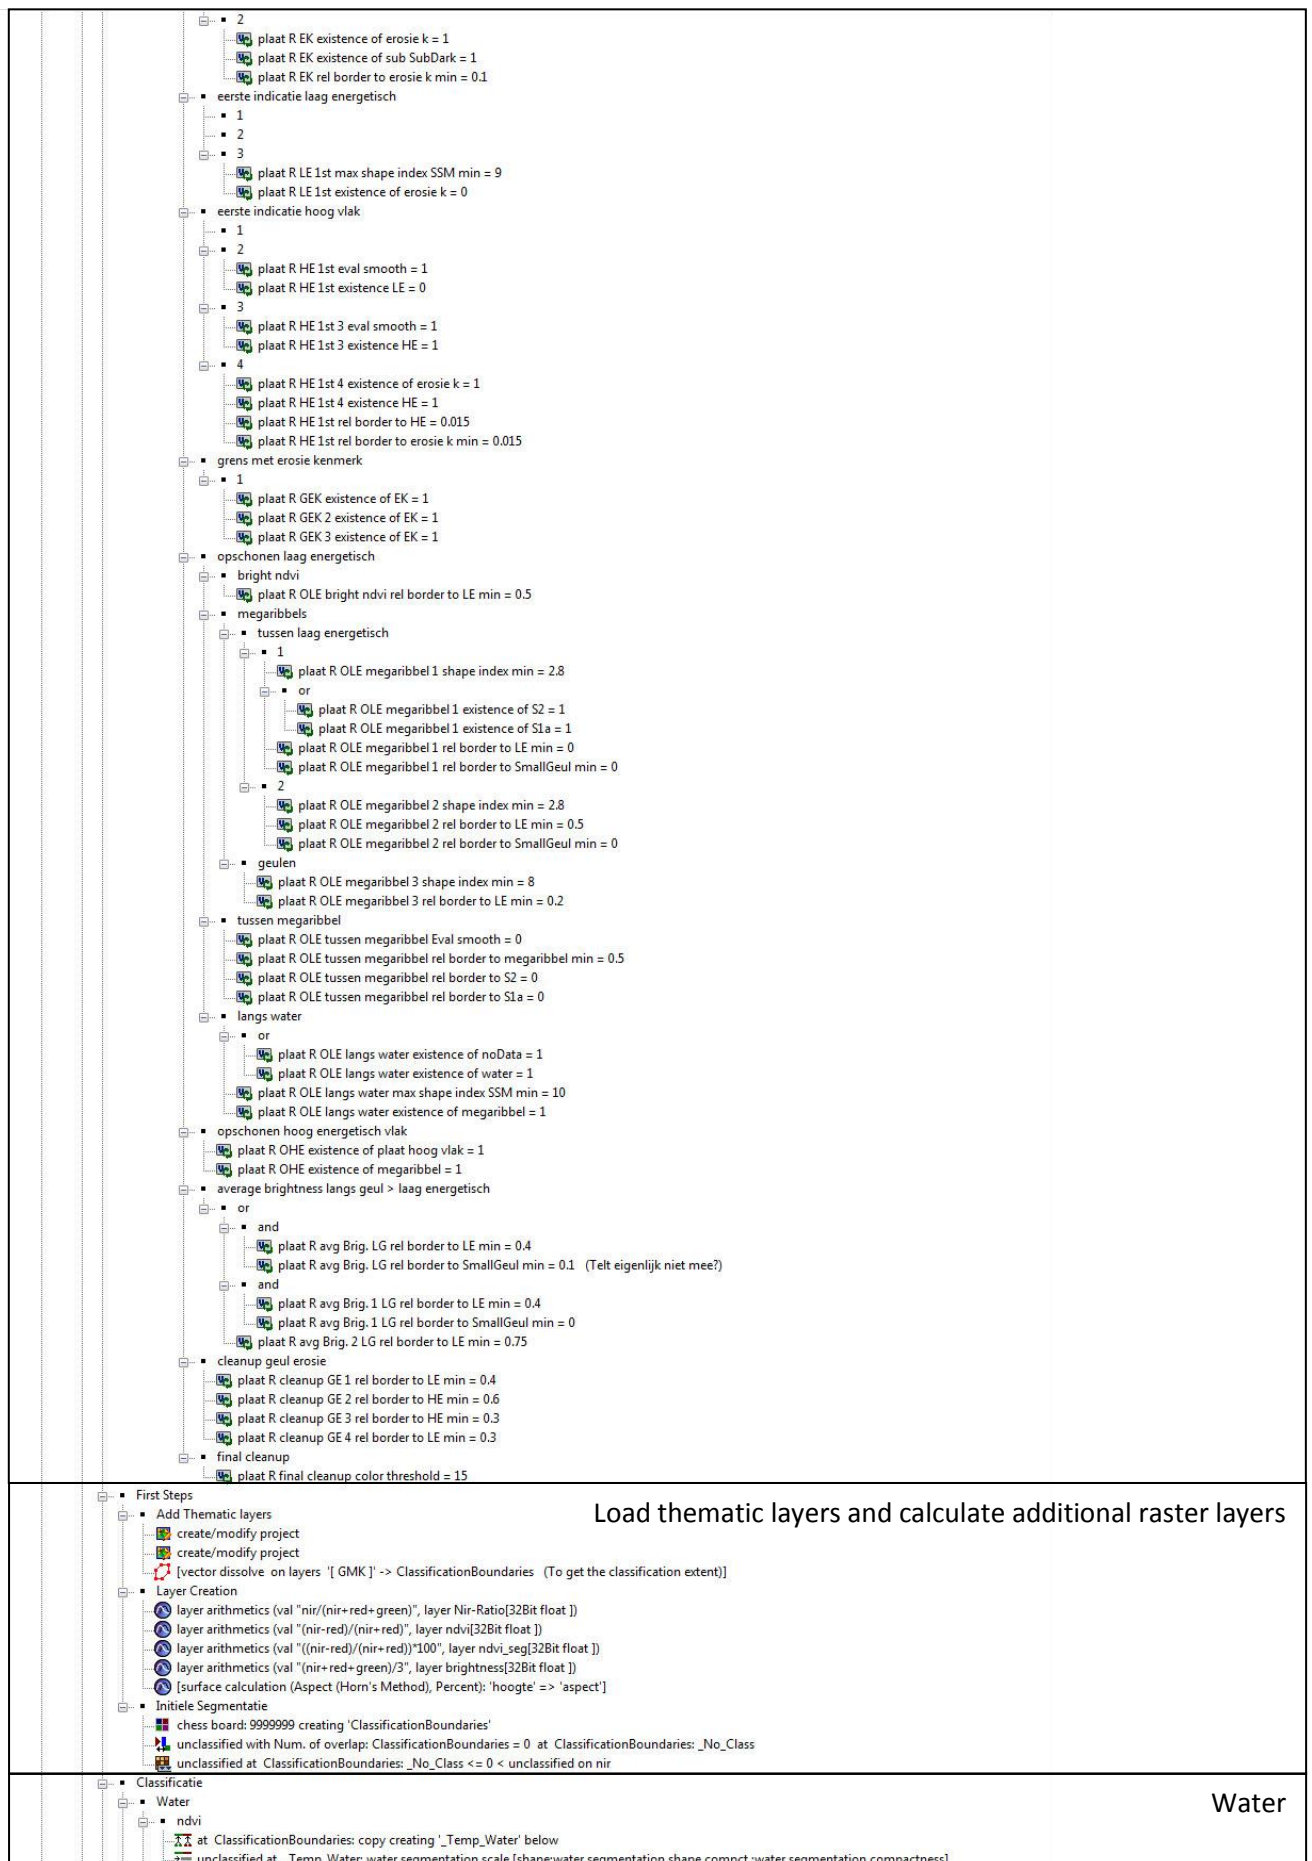 2
plaat R EK existence of erosie k = 1
plaat R EK existence of sub SubDark = 1
plaat R EK rel border to erosie k min = 0.1
eerste indicatie laag energetisch
1
2
3
plaat R LE 1st max shape index SSM min = 9
plaat R LE 1st existence of erosie k = 0
eerste indicatie hoog vlak
1
2
plaat R HE 1st eval smooth = 1
plaat R HE 1st existence LE = 0
3
plaat R HE 1st 3 eval smooth = 1
plaat R HE 1st 3 existence HE = 1
4
plaat R HE 1st 4 existence of erosie k = 1
plaat R HE 1st 4 existence HE = 1
plaat R HE 1st rel border to HE = 0.015
plaat R HE 1st rel border to erosie k min = 0.015
grens met erosie kenmerk
1
plaat R GEK existence of EK = 1
plaat R GEK 2 existence of EK = 1
plaat R GEK 3 existence of EK = 1
opschonen laag energetisch
bright ndvi
plaat R OLE bright ndvi rel border to LE min = 0.5
megaribbels
tussen laag energetisch
1
plaat R OLE megaribbel 1 shape index min = 2.8
or
plaat R OLE megaribbel 1 existence of S2 = 1
plaat R OLE megaribbel 1 existence of S1a = 1
plaat R OLE megaribbel 1 rel border to LE min = 0
plaat R OLE megaribbel 1 rel border to SmallGeul min = 0
2
plaat R OLE megaribbel 2 shape index min = 2.8
plaat R OLE megaribbel 2 rel border to LE min = 0.5
plaat R OLE megaribbel 2 rel border to SmallGeul min = 0
geulen
plaat R OLE megaribbel 3 shape index min = 8
plaat R OLE megaribbel 3 rel border to LE min = 0.2
tussen megaribbel
plaat R OLE tussen megaribbel Eval smooth = 0
plaat R OLE tussen megaribbel rel border to megaribbel min = 0.5
plaat R OLE tussen megaribbel rel border to S2 = 0
plaat R OLE tussen megaribbel rel border to S1a = 0
langs water
or
plaat R OLE langs water existence of noData = 1
plaat R OLE langs water existence of water = 1
plaat R OLE langs water max shape index SSM min = 10
plaat R OLE langs water existence of megaribbel = 1
opschonen hoog energetisch vlak
plaat R OHE existence of plaat hoog vlak = 1
plaat R OHE existence of megaribbel = 1
average brightness langs geul > laag energetisch
or
and
plaat R avg Brig. LG rel border to LE min = 0.4
plaat R avg Brig. LG rel border to SmallGeul min = 0.1 (Telt eigenlijk niet mee?)
and
plaat R avg Brig. 1 LG rel border to LE min = 0.4
plaat R avg Brig. 1 LG rel border to SmallGeul min = 0
plaat R avg Brig. 2 LG rel border to LE min = 0.75
cleanup geul erosie
plaat R cleanup GE 1 rel border to LE min = 0.4
plaat R cleanup GE 2 rel border to HE min = 0.6
plaat R cleanup GE 3 rel border to HE min = 0.3
plaat R cleanup GE 4 rel border to LE min = 0.3
final cleanup
plaat R final cleanup color threshold = 15
First Steps
Load thematic layers and calculate additional raster layers
Add Thematic layers
create/modify project
create/modify project
[vector dissolve on layers '[ GMK ]' -> ClassificationBoundaries (To get the classification extent)]
Layer Creation
layer arithmetics (val "nir/(nir+red+green)", layer Nir-Ratio[32Bit float ])
layer arithmetics (val "(nir-red)/(nir+red)", layer ndvi[32Bit float ])
layer arithmetics (val "((nir-red)/(nir+red))*100", layer ndvi_seg[32Bit float ])
layer arithmetics (val "(nir+red+green)/3", layer brightness[32Bit float ])
[surface calculation (Aspect (Horn's Method), Percent): 'hoogte' => 'aspect']
Initiele Segmentatie
chess board: 9999999 creating 'ClassificationBoundaries'
unclassified with Num. of overlap: ClassificationBoundaries = 0 at ClassificationBoundaries: _No_Class
unclassified at ClassificationBoundaries: _No_Class <= 0 < unclassified on nir
Classificatie
Water
Water
ndvi
at ClassificationBoundaries: copy creating '_Temp_Water' below
unclassified at _Temp_Water: water segmentation scale [shape:water segmentation shape compct.:water segmentation compactness]